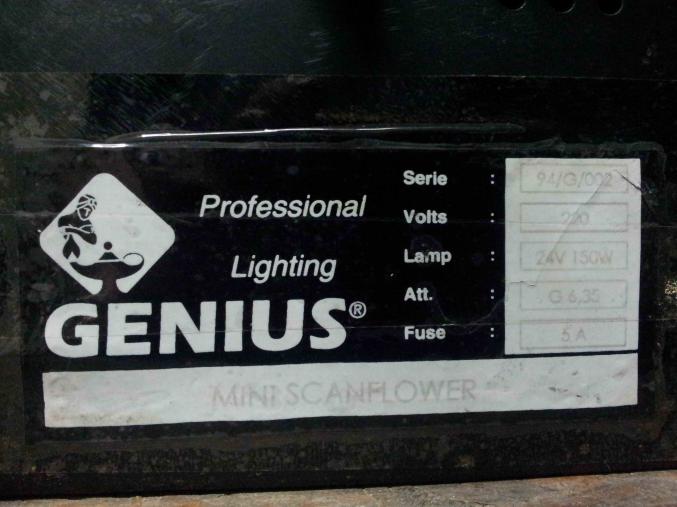 Professional
Lighting
GENIUS®
Serie : 94/G/002
Volts : 220
Lamp : 24V 150W
Att. : G 6,35
Fuse : 5 A
MINI SCANFLOWER